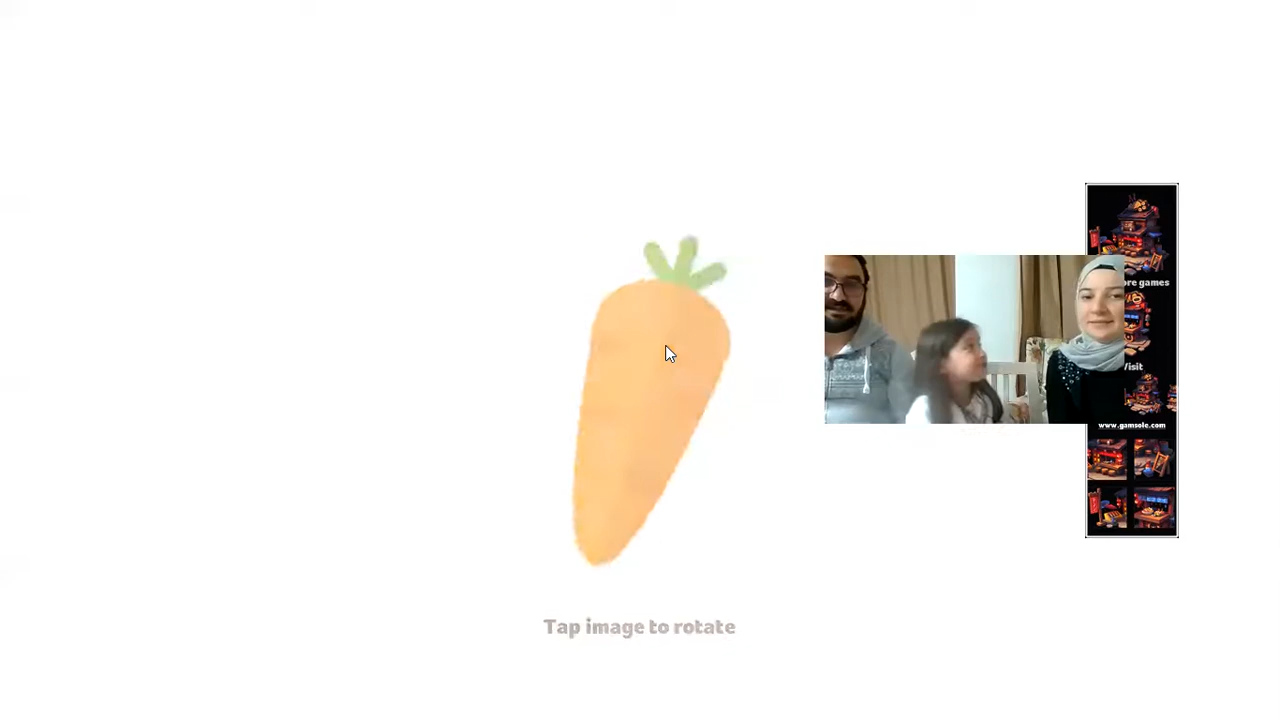 ore games
Visit
www.gamsole.com
Tap image to rotate